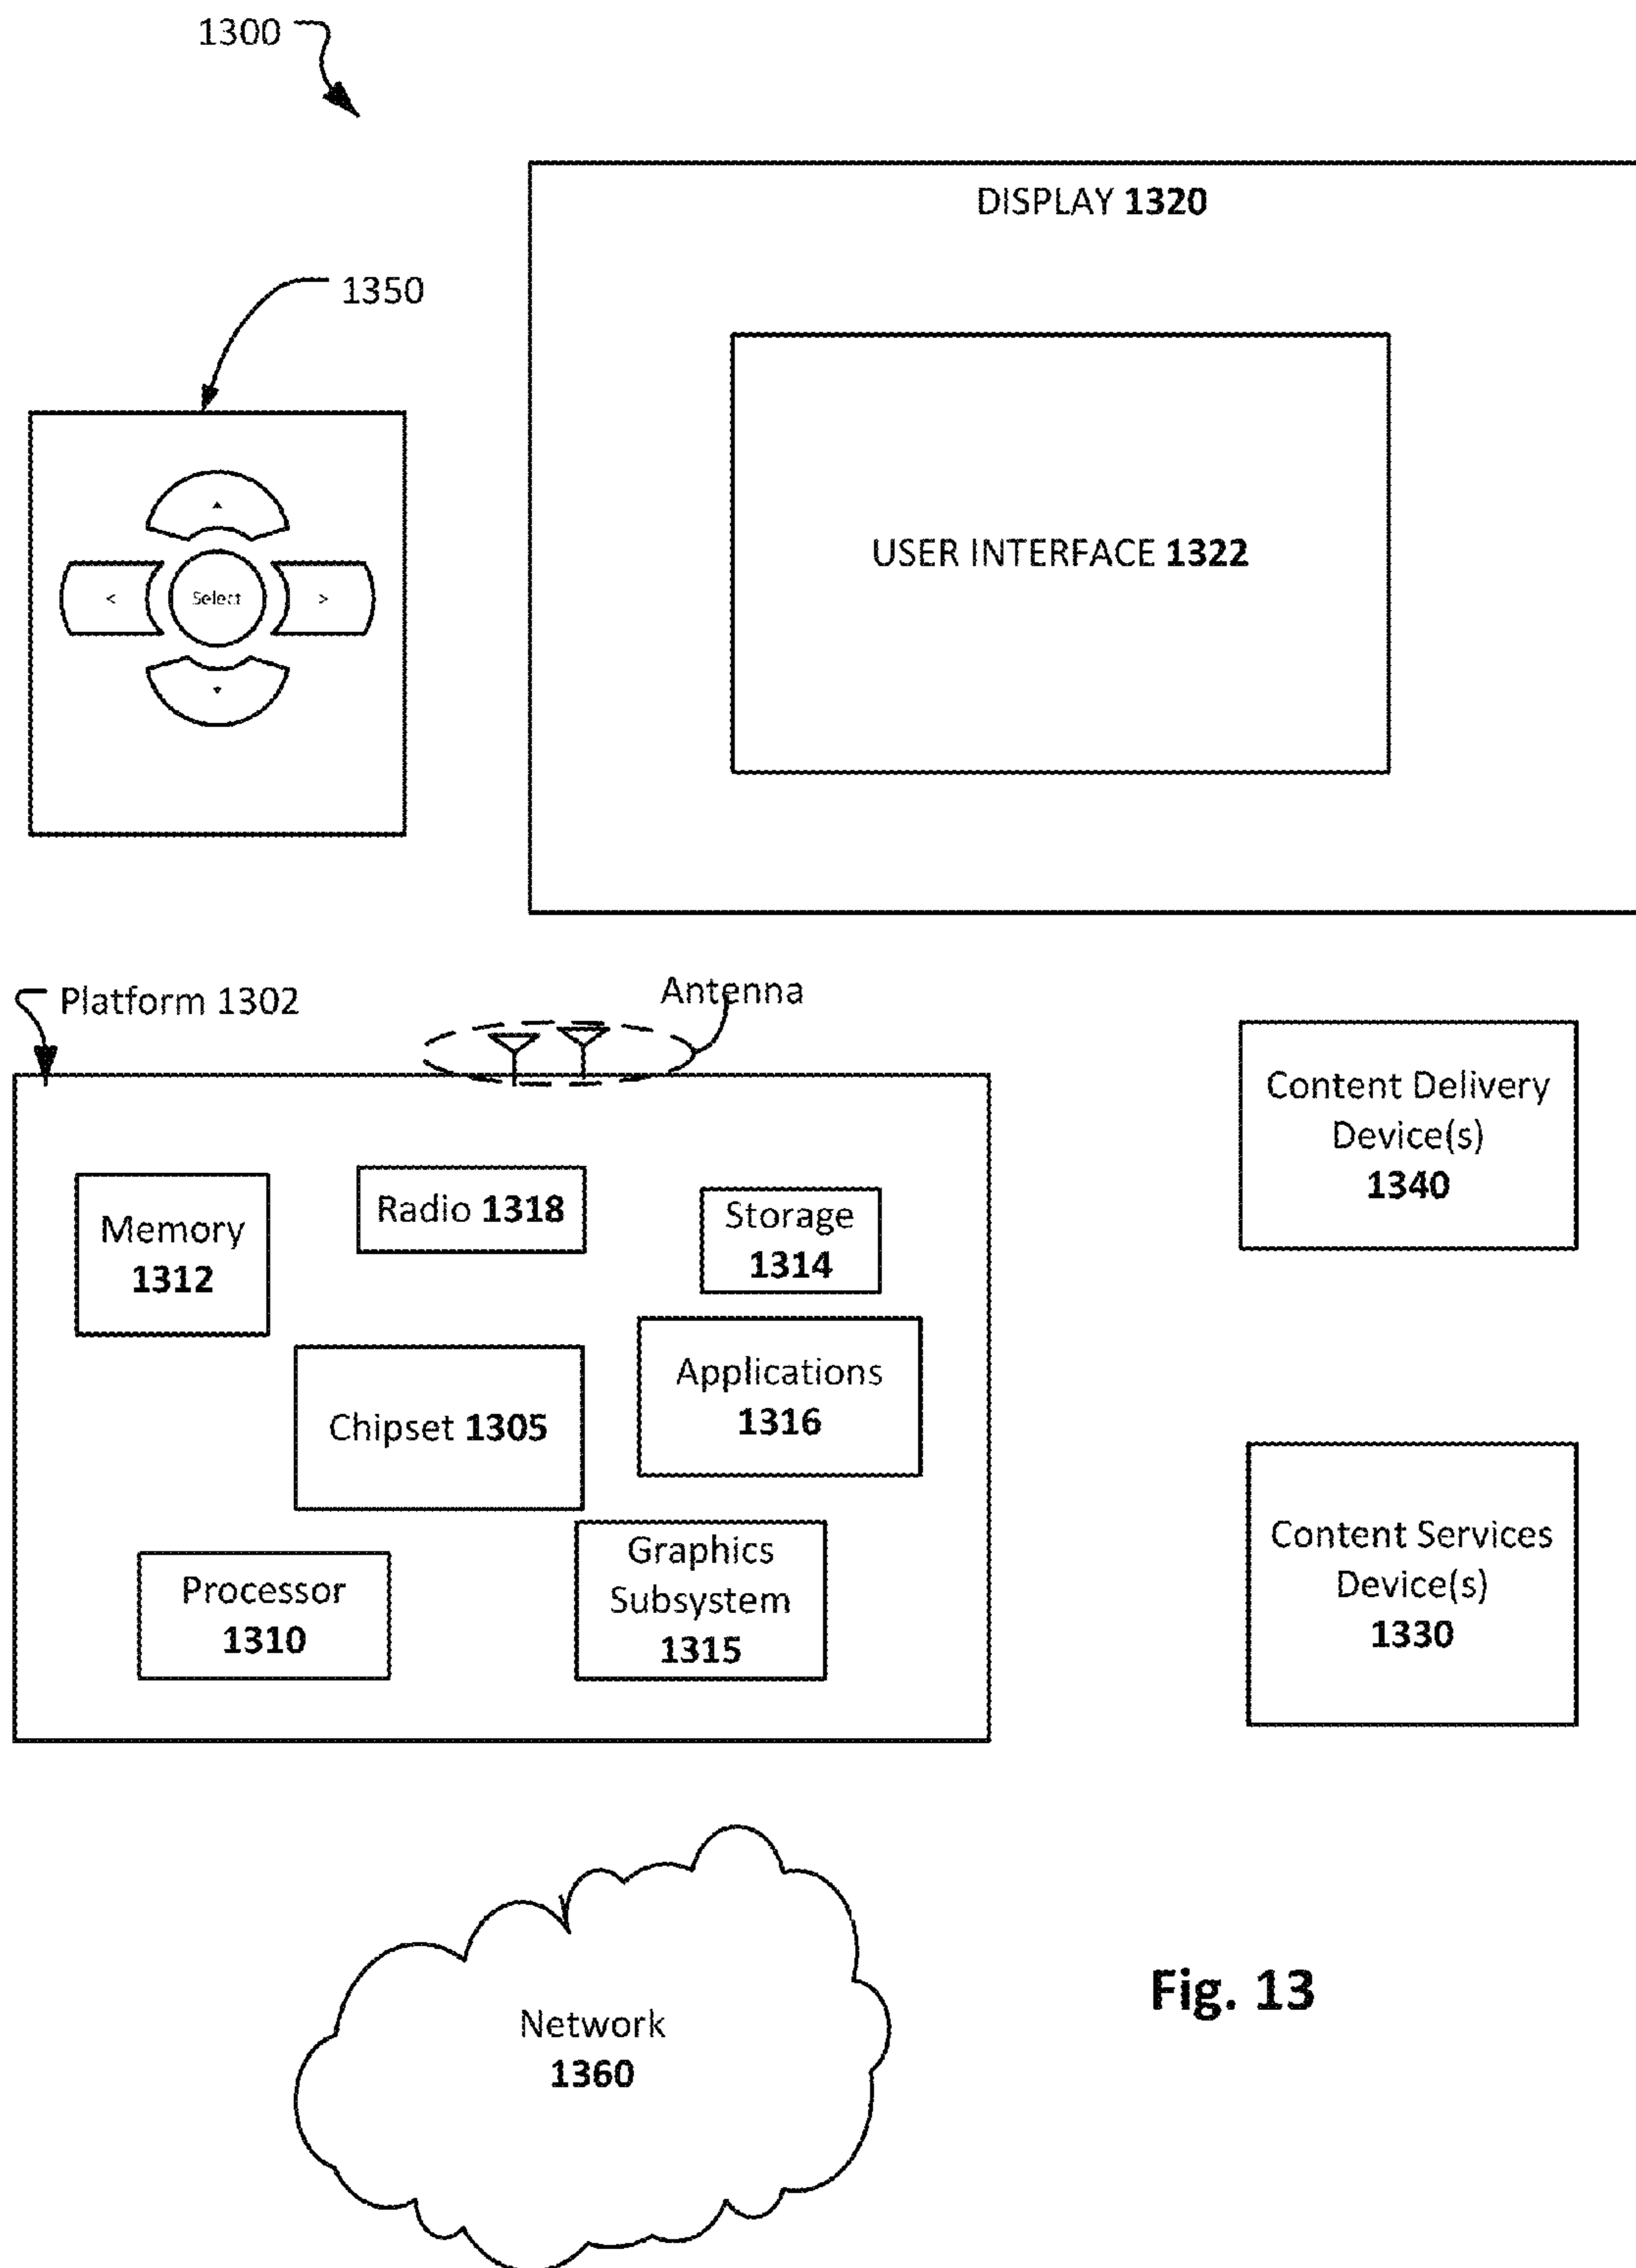 1300
DISPLAY 1320
1350
▲
< Select >
▼
USER INTERFACE 1322
Platform 1302
Antenna
Memory
1312
Radio 1318
Storage
1314
Chipset 1305
Applications
1316
Processor
1310
Graphics
Subsystem
1315
Content Delivery
Device(s)
1340
Content Services
Device(s)
1330
Network
1360
Fig. 13